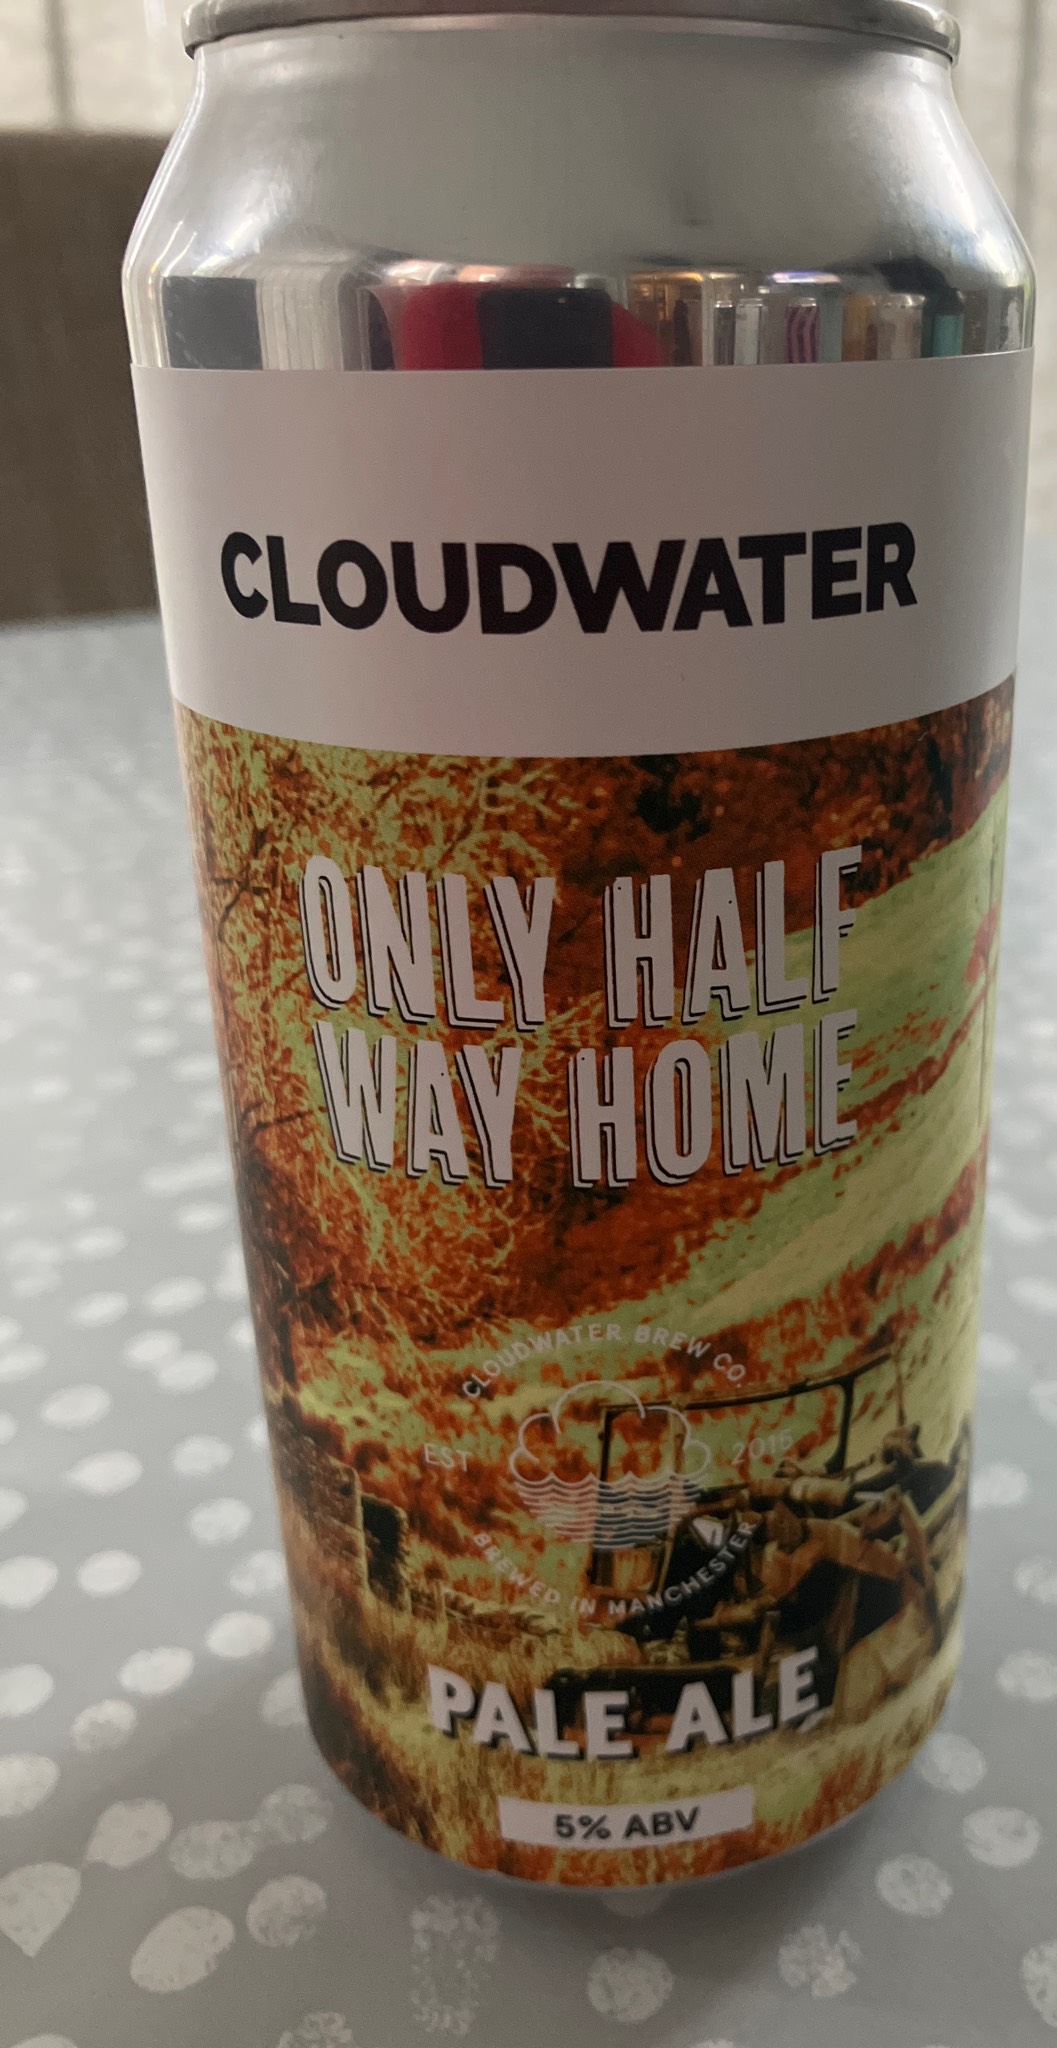 CLOUDWATER
ONLY HALF
WAY HOME
CLOUDWATER BREW CO.
EST 2015
BREWED IN MANCHESTER
PALE ALE
5% ABV